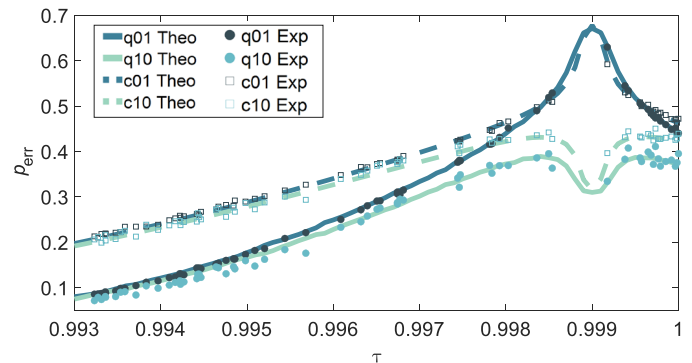 0.7
0.6
0.5
0.4
0.3
0.2
0.1
p_err
q01 Theo
q10 Theo
c01 Theo
c10 Theo
q01 Exp
q10 Exp
c01 Exp
c10 Exp
0.993 0.994 0.995 0.996 0.997 0.998 0.999 1
τ